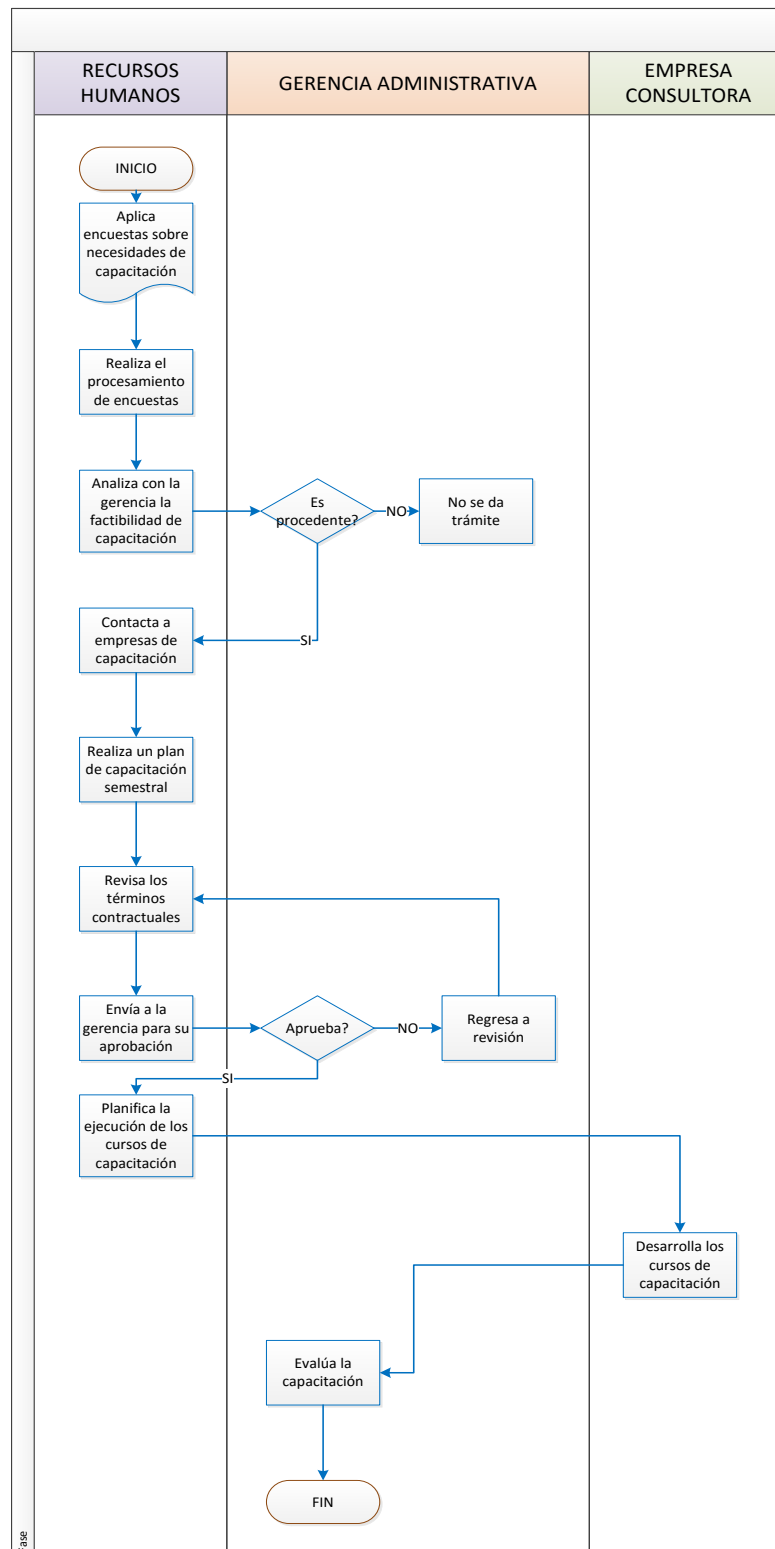 RECURSOS
HUMANOS
GERENCIA ADMINISTRATIVA
EMPRESA
CONSULTORA
INICIO
Aplica
encuestas sobre
necesidades de
capacitación
Realiza el
procesamiento
de encuestas
Analiza con la
gerencia la
factibilidad de
capacitación
Es
procedente?
NO
No se da
trámite
SI
Contacta a
empresas de
capacitación
Realiza un plan
de capacitación
semestral
Revisa los
términos
contractuales
Envía a la
gerencia para su
aprobación
Aprueba?
NO
Regresa a
revisión
SI
Planifica la
ejecución de los
cursos de
capacitación
Desarrolla los
cursos de
capacitación
Evalúa la
capacitación
FIN